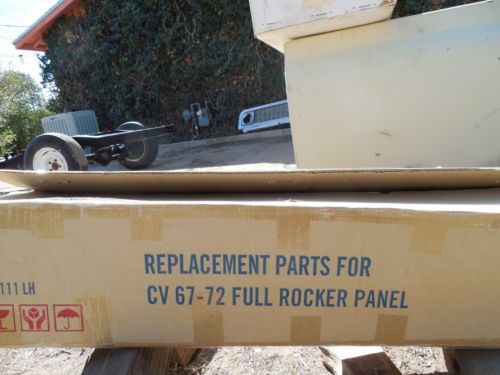 REPLACEMENT PARTS FOR
CV 67-72 FULL ROCKER PANEL
111 LH